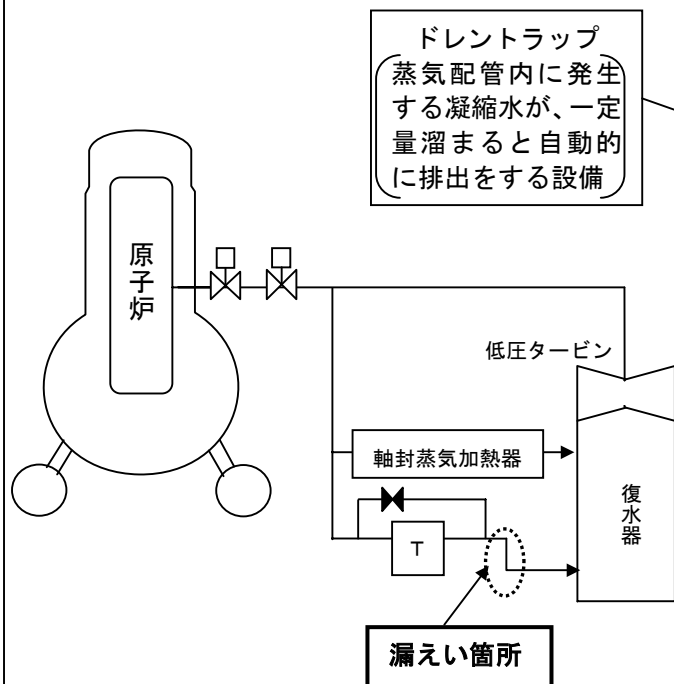 ドレントラップ
蒸気配管内に発生
する凝縮水が、一定
量溜まると自動的
に排出をする設備
原子炉
低圧タービン
軸封蒸気加熱器
復水器
T
漏えい箇所